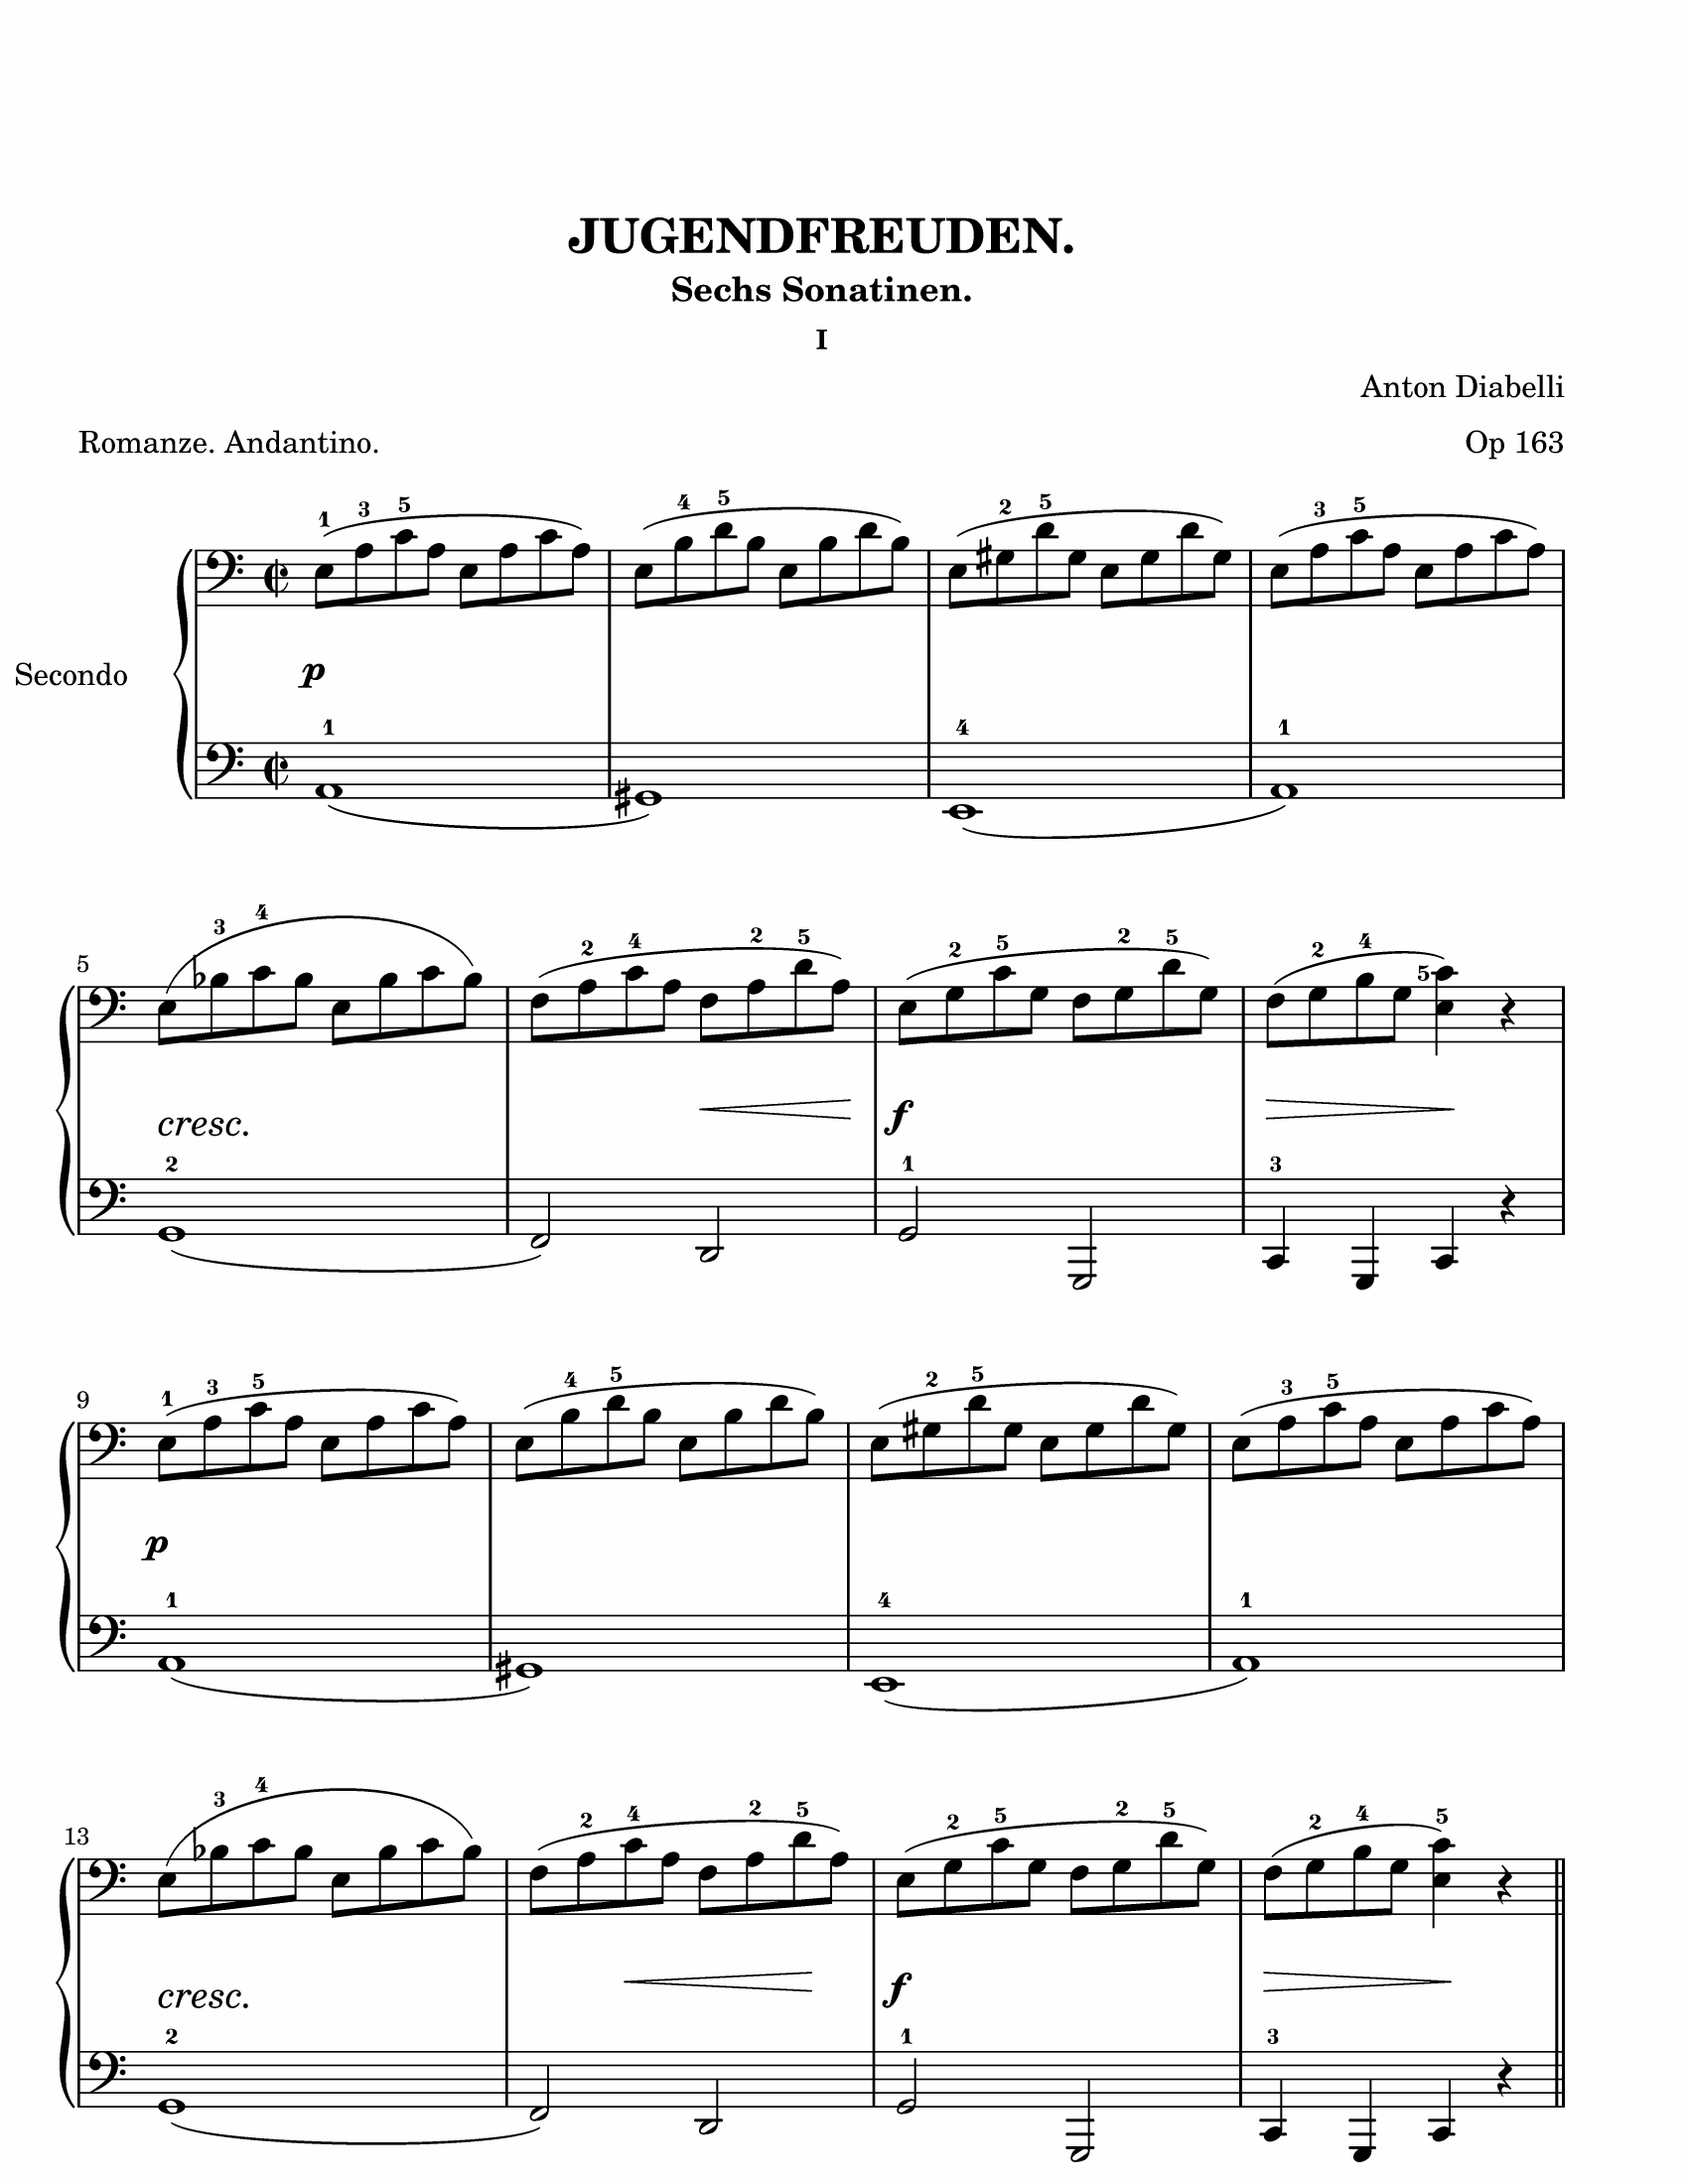 JUGENDFREUDEN.
Sechs Sonatinen.
I
Anton Diabelli
Romanze. Andantino. Op 163
1 3 5 4 5 2 5 3 5
Secondo
p
1 4 1
5 3 4 2 4 2 5 2 5 2 5 2 4 5
cresc. f
2 1 3
9 1 3 5 4 5 2 5 3 5
p
1 4 1
13 3 4 2 4 2 5 2 5 2 5 2 4 5
cresc. f
2 1 3